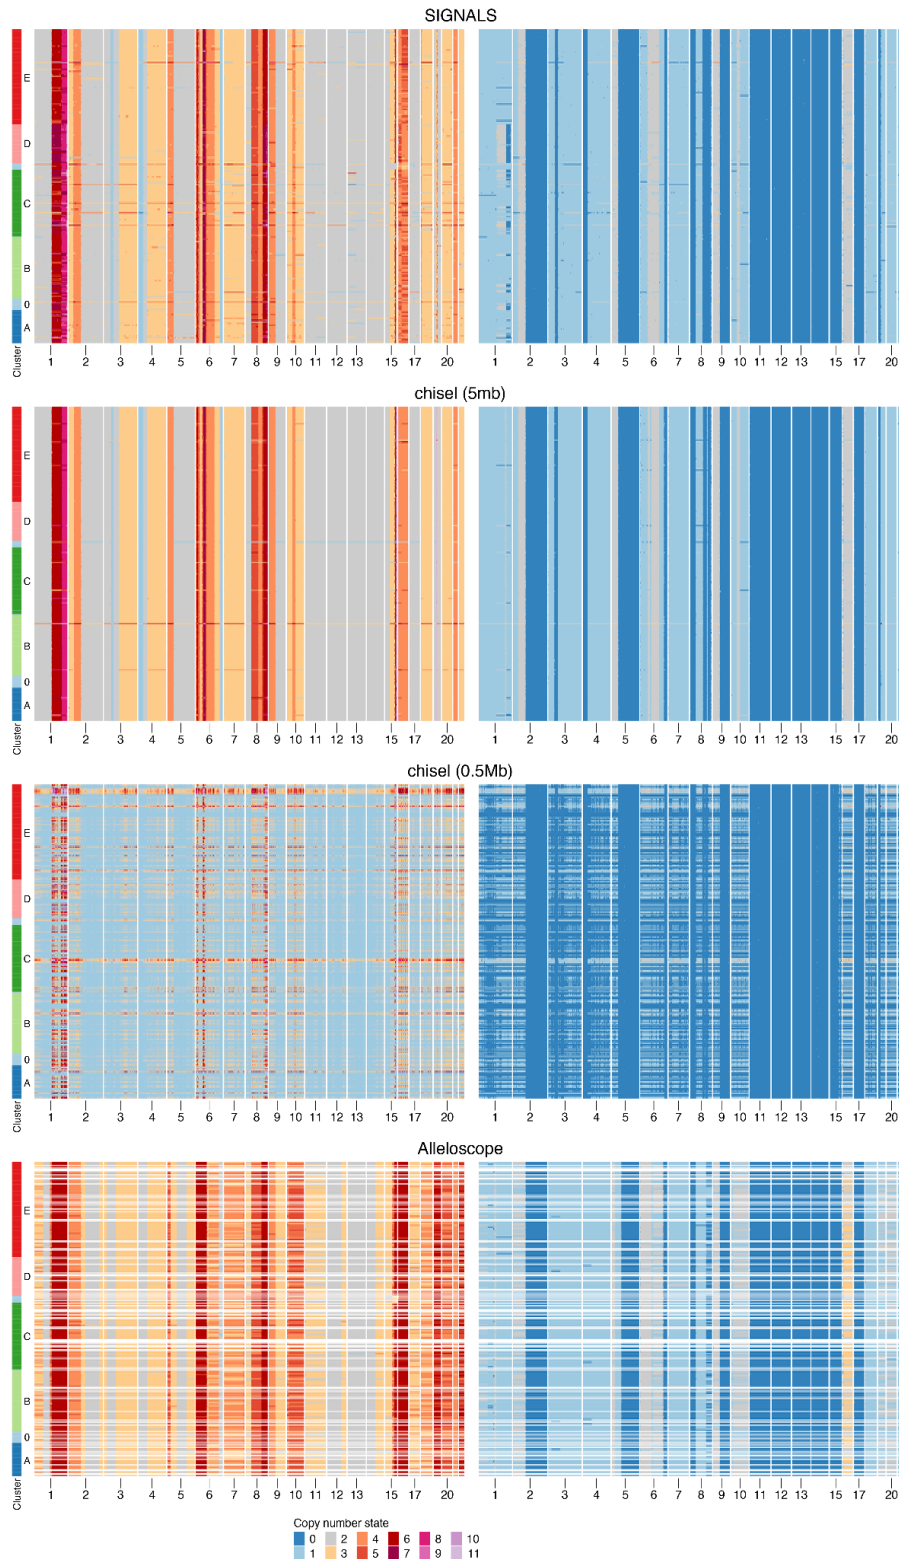 SIGNALS
E
D
C
B
0
A
Cluster
1 2 3 4 5 6 7 8 9 10 11 12 13 15 17 20
1 2 3 4 5 6 7 8 9 10 11 12 13 15 17 20
chisel (5mb)
E
D
C
B
0
A
Cluster
1 2 3 4 5 6 7 8 9 10 11 12 13 15 17 20
1 2 3 4 5 6 7 8 9 10 11 12 13 15 17 20
chisel (0.5Mb)
E
D
C
B
0
A
Cluster
1 2 3 4 5 6 7 8 9 10 11 12 13 15 17 20
1 2 3 4 5 6 7 8 9 10 11 12 13 15 17 20
Alleloscope
E
D
C
B
0
A
Cluster
1 2 3 4 5 6 7 8 9 10 11 12 13 15 17 20
1 2 3 4 5 6 7 8 9 10 11 12 13 15 17 20
Copy number state
0 2 4 6 8 10
1 3 5 7 9 11